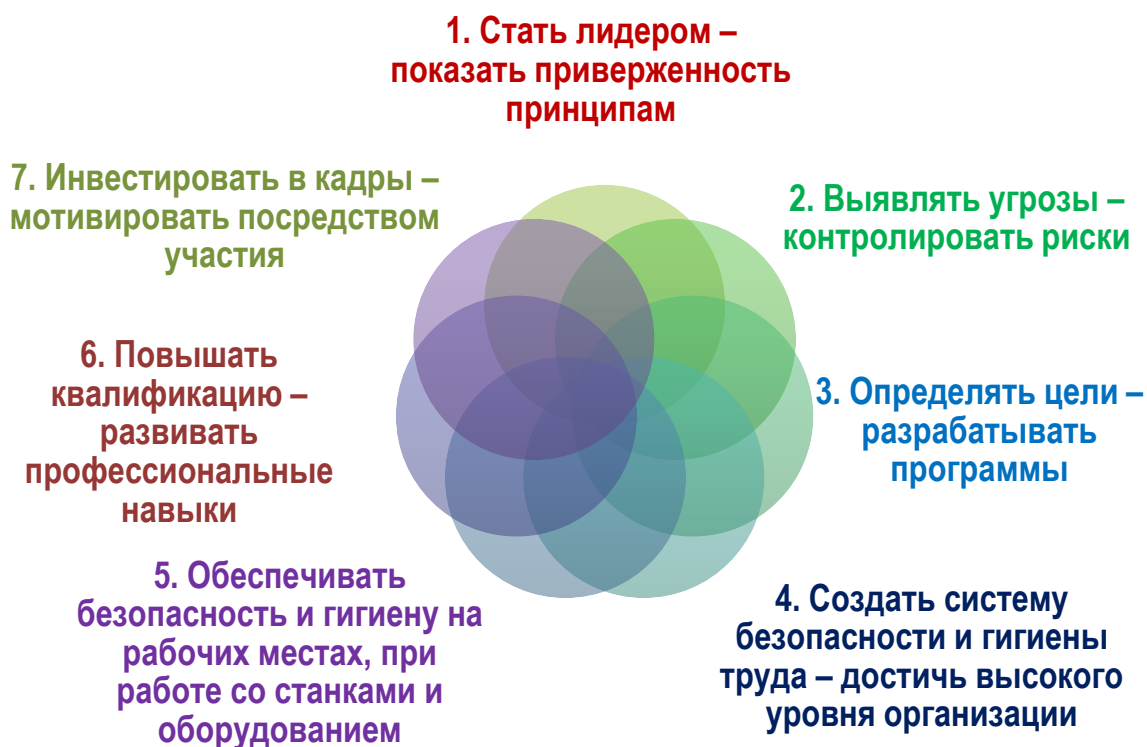 1. Стать лидером –
показать приверженность
принципам
2. Выявлять угрозы –
контролировать риски
3. Определять цели –
разрабатывать
программы
4. Создать систему
безопасности и гигиены
труда – достичь высокого
уровня организации
5. Обеспечивать
безопасность и гигиену на
рабочих местах, при
работе со станками и
оборудованием
6. Повышать
квалификацию –
развивать
профессиональные
навыки
7. Инвестировать в кадры –
мотивировать посредством
участия